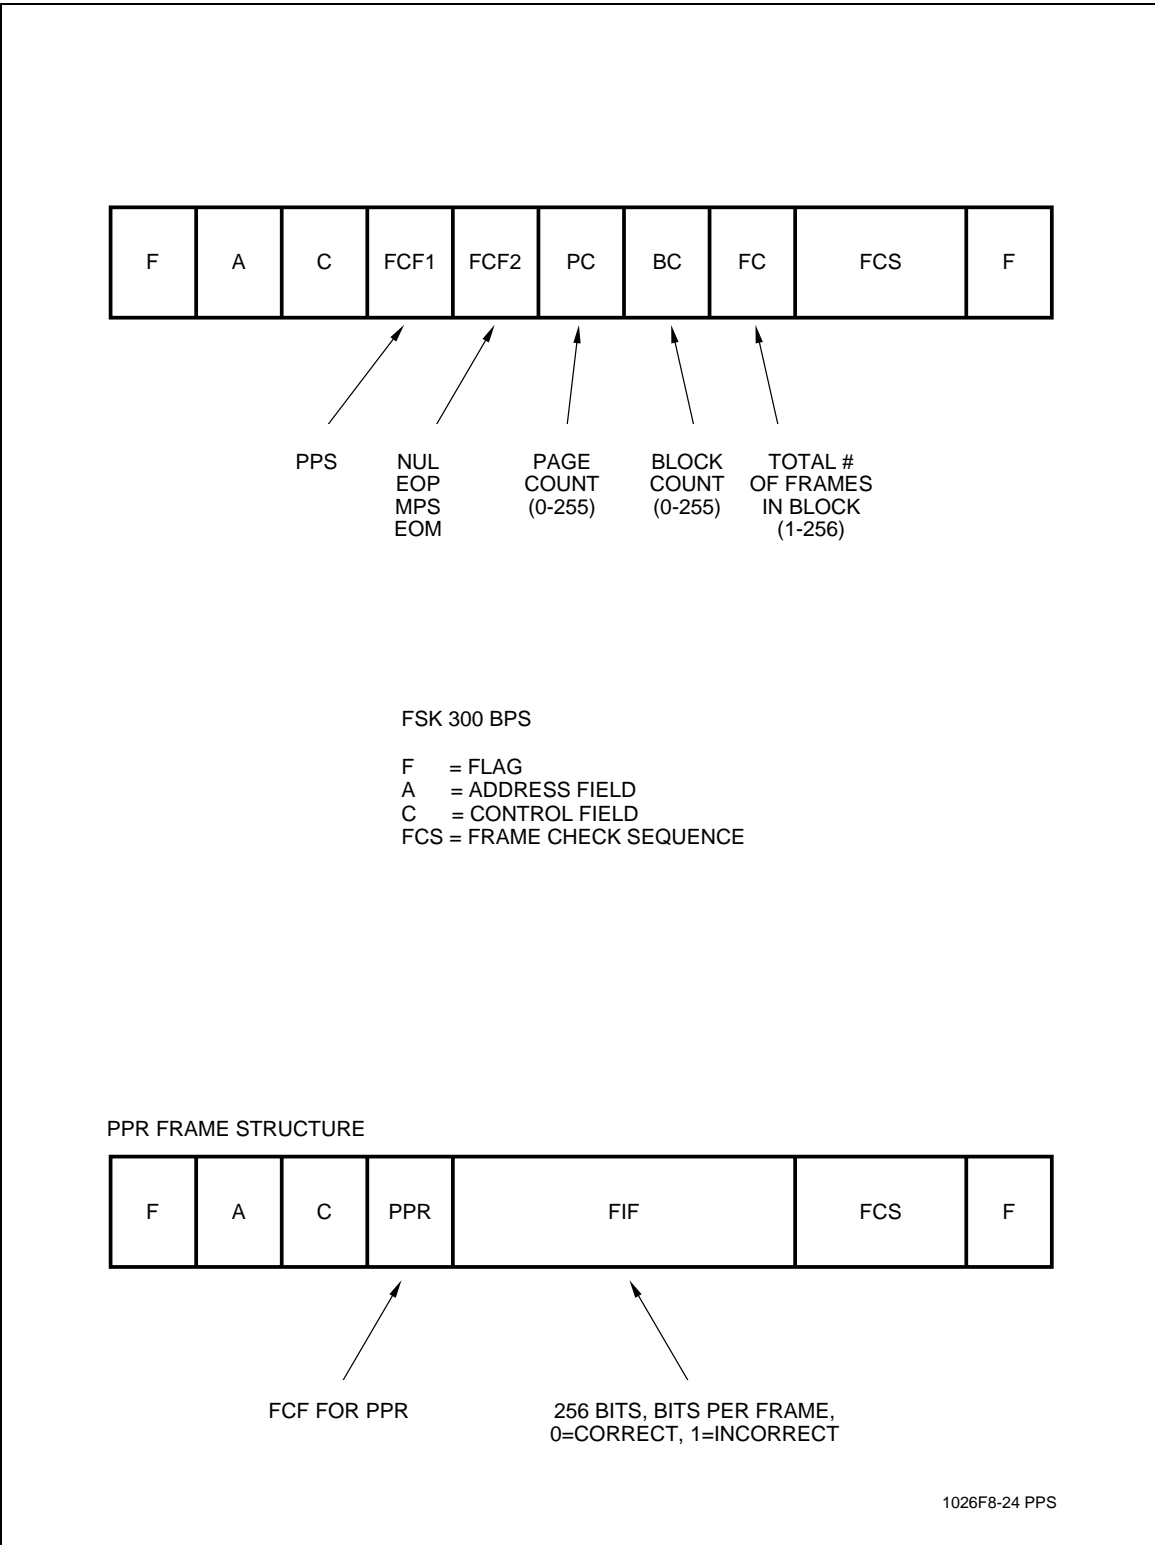 F A C FCF1 FCF2 PC BC FC FCS F
PPS NUL PAGE BLOCK TOTAL #
EOP COUNT COUNT OF FRAMES
MPS (0-255) (0-255) IN BLOCK
EOM (1-256)
FSK 300 BPS
F = FLAG
A = ADDRESS FIELD
C = CONTROL FIELD
FCS = FRAME CHECK SEQUENCE
PPR FRAME STRUCTURE
F A C PPR FIF FCS F
FCF FOR PPR 256 BITS, BITS PER FRAME,
0=CORRECT, 1=INCORRECT
1026F8-24 PPS